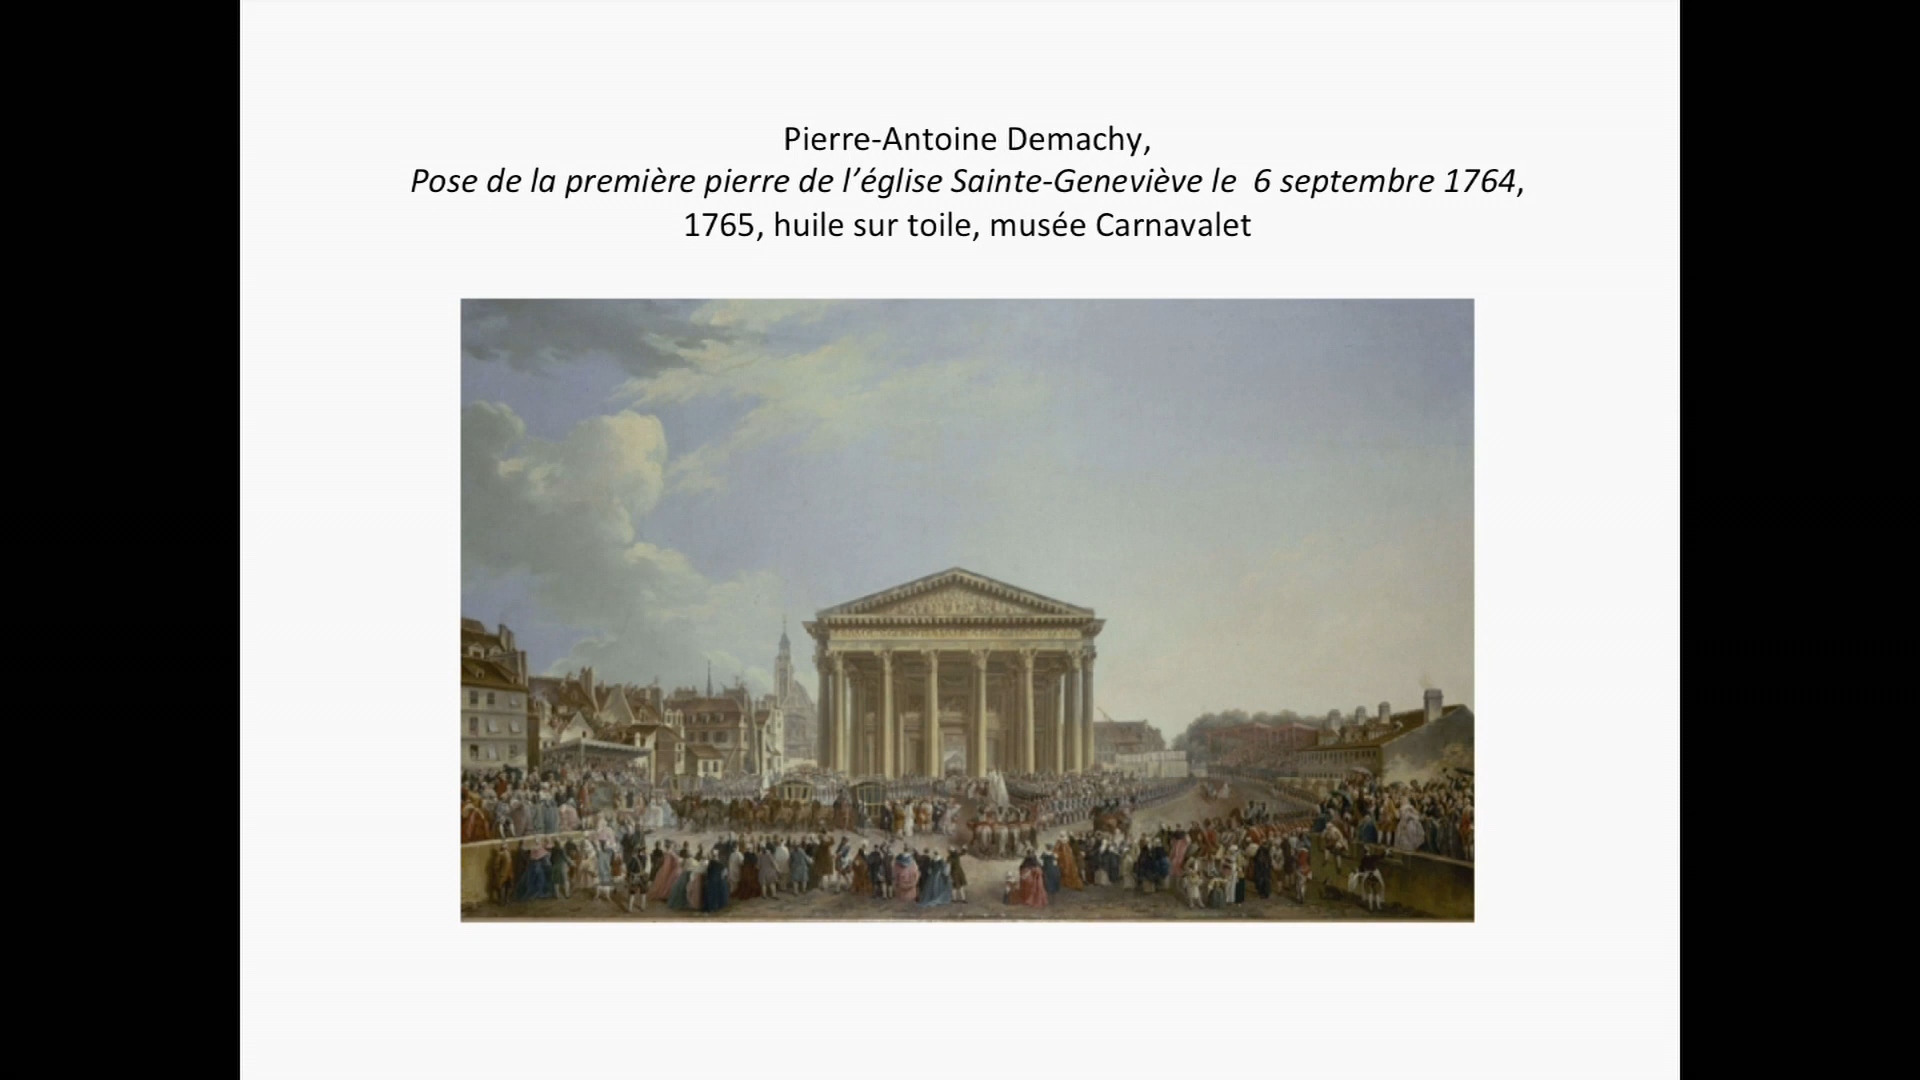 Pierre-Antoine Demachy,
Pose de la première pierre de l’église Sainte-Geneviève le 6 septembre 1764,
1765, huile sur toile, musée Carnavalet